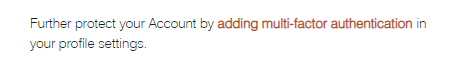 Further protect your Account by adding multi-factor authentication in
your profile settings.